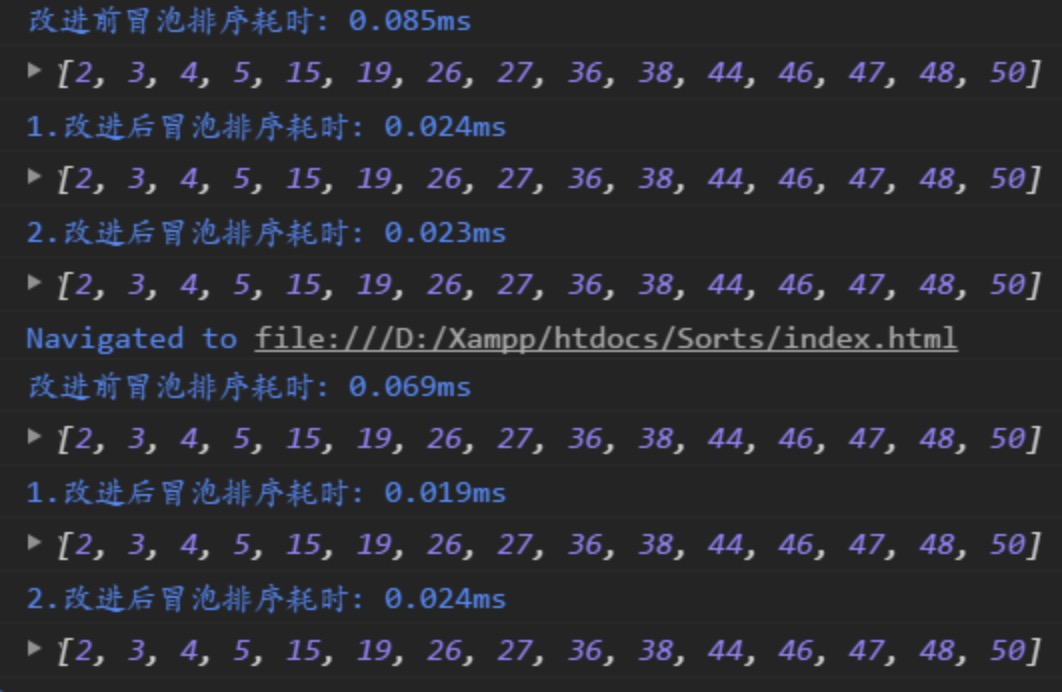 改进前冒泡排序耗时: 0.085ms
[2, 3, 4, 5, 15, 19, 26, 27, 36, 38, 44, 46, 47, 48, 50]
1.改进后冒泡排序耗时: 0.024ms
[2, 3, 4, 5, 15, 19, 26, 27, 36, 38, 44, 46, 47, 48, 50]
2.改进后冒泡排序耗时: 0.023ms
[2, 3, 4, 5, 15, 19, 26, 27, 36, 38, 44, 46, 47, 48, 50]
Navigated to file:///D:/Xampp/htdocs/Sorts/index.html
改进前冒泡排序耗时: 0.069ms
[2, 3, 4, 5, 15, 19, 26, 27, 36, 38, 44, 46, 47, 48, 50]
1.改进后冒泡排序耗时: 0.019ms
[2, 3, 4, 5, 15, 19, 26, 27, 36, 38, 44, 46, 47, 48, 50]
2.改进后冒泡排序耗时: 0.024ms
[2, 3, 4, 5, 15, 19, 26, 27, 36, 38, 44, 46, 47, 48, 50]